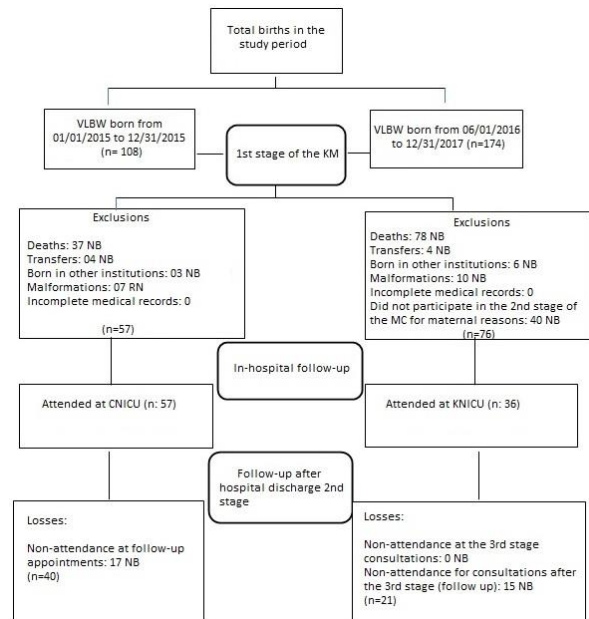 Total births in the
study period
VLBW born from
01/01/2015 to 12/31/2015
(n= 108)
1st stage of the KM
VLBW born from 06/01/2016
to 12/31/2017 (n=174)
Exclusions
Deaths: 37 NB
Transfers: 04 NB
Born in other institutions: 03 NB
Malformations: 07 RN
Incomplete medical records: 0
(n=57)
Exclusions
Deaths: 78 NB
Transfers: 4 NB
Born in other institutions: 6 NB
Malformations: 10 NB
Incomplete medical records: 0
Did not participate in the 2nd stage of
the MC for maternal reasons: 40 NB
(n=76)
In-hospital follow-up
Attended at CNICU (n: 57)
Attended at KNICU (n: 36)
Follow-up after
hospital discharge 2nd
stage
Losses:
Non-attendance at follow-up
appointments: 17 NB
(n=40)
Losses:
Non-attendance at the 3rd stage
consultations: 0 NB
Non-attendance for consultations after
the 3rd stage (follow up): 15 NB
(n=21)